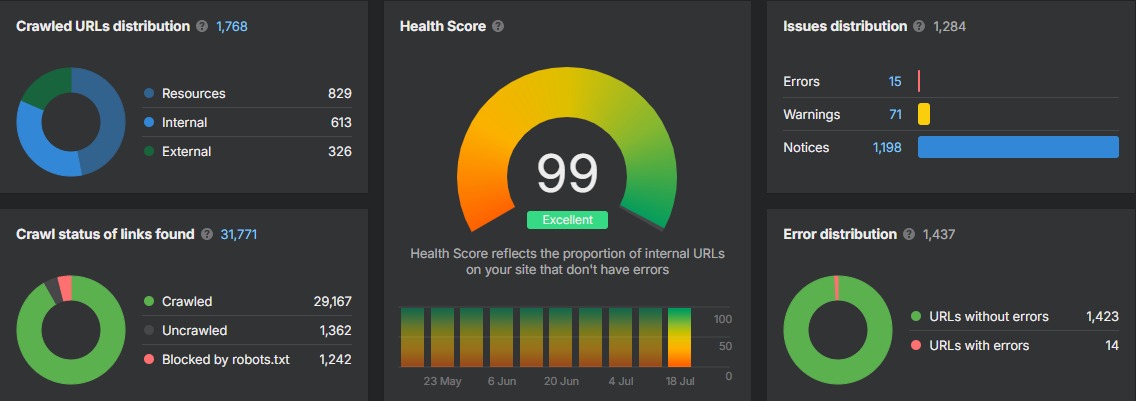 Crawled URLs distribution ? 1,768
Resources 829
Internal 613
External 326
Crawl status of links found ? 31,771
Crawled 29,167
Uncrawled 1,362
Blocked by robots.txt 1,242
Health Score ?
99
Excellent
Health Score reflects the proportion of internal URLs
on your site that don't have errors
100
50
0
23 May 6 Jun 20 Jun 4 Jul 18 Jul
Issues distribution ? 1,284
Errors 15
Warnings 71
Notices 1,198
Error distribution ? 1,437
URLs without errors 1,423
URLs with errors 14